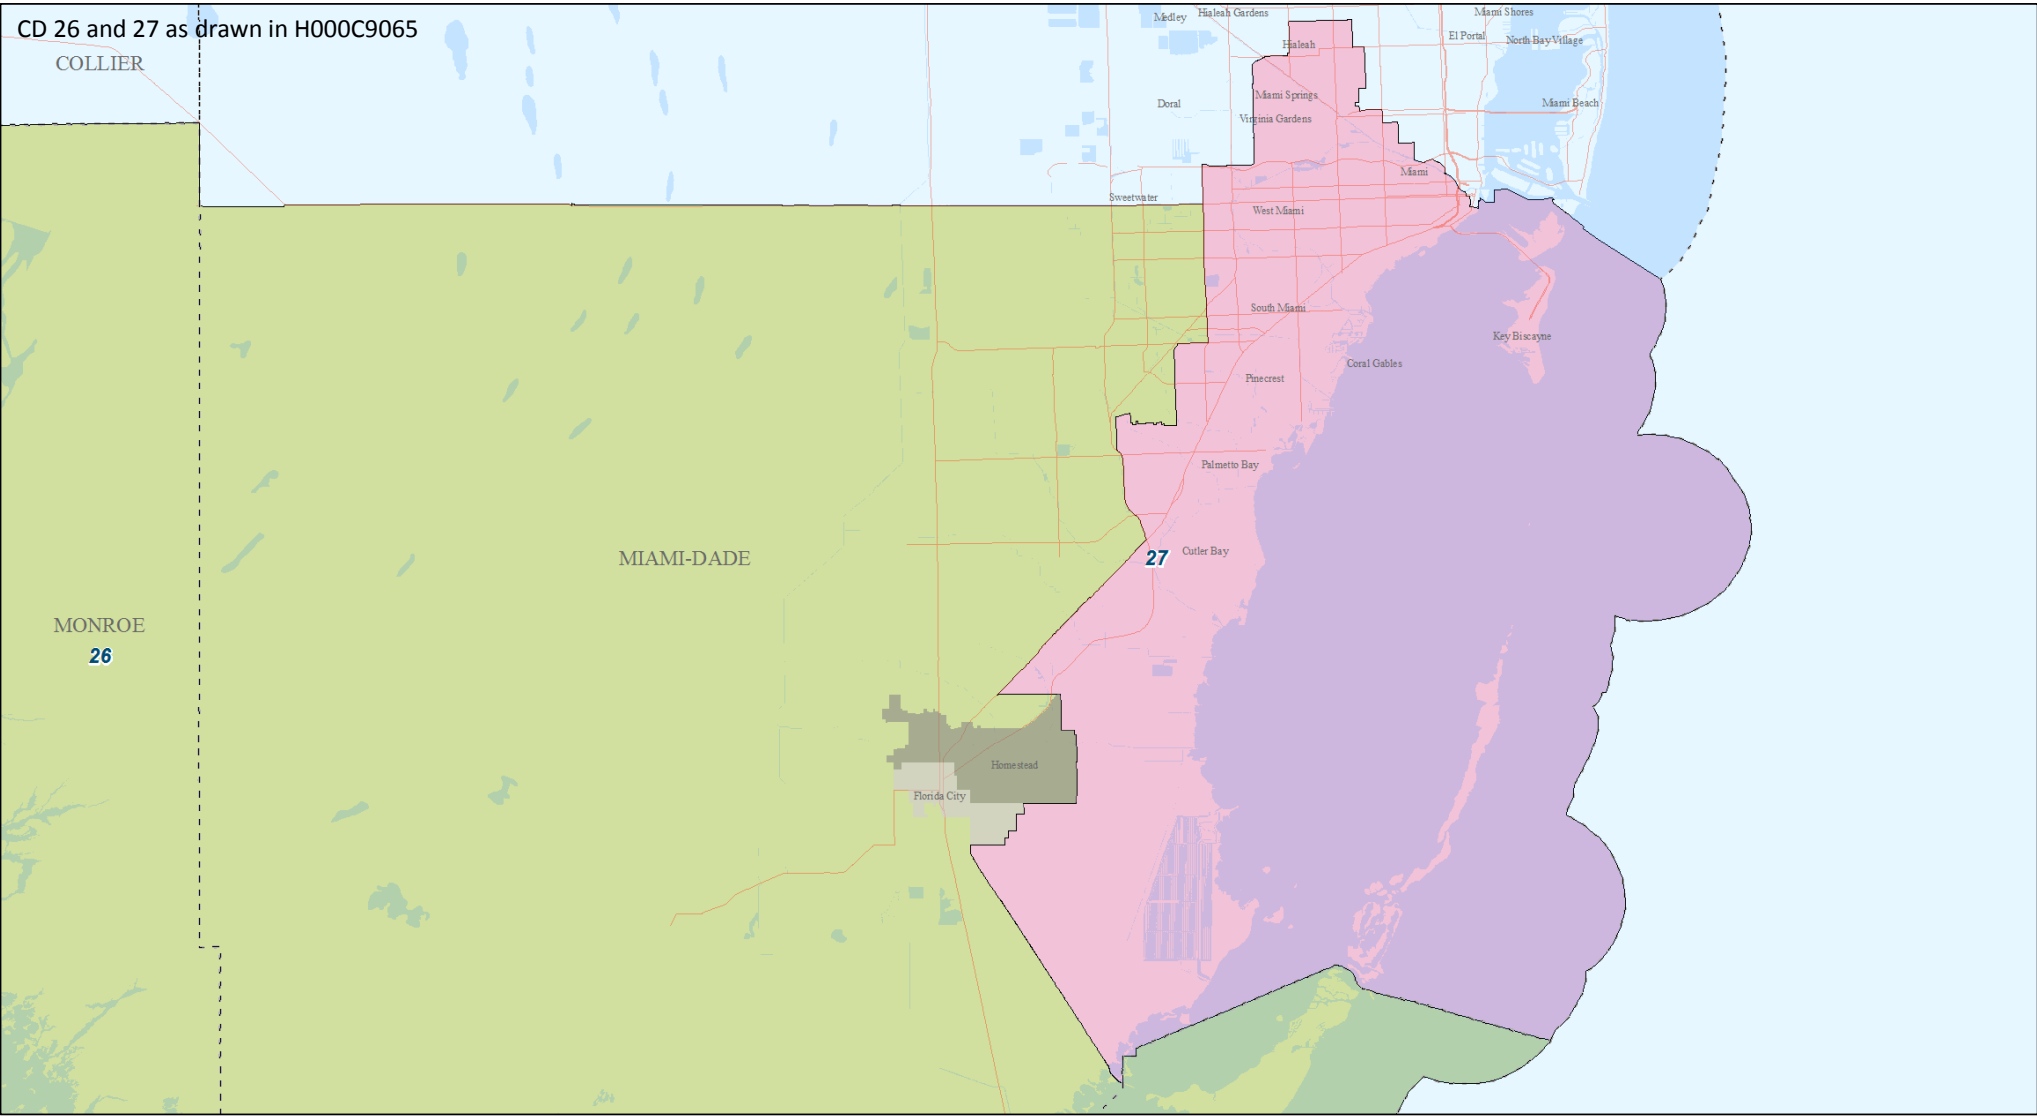 CD 26 and 27 as drawn in H000C9065
COLLIER
Medley
Hialeah Gardens
Miami Shores
Hialeah
El Portal
North Bay Village
Miami Springs
Doral
Miami Beach
Virginia Gardens
Miami
Sweetwater
West Miami
South Miami
Key Biscayne
Coral Gables
Pinecrest
Palmetto Bay
MIAMI-DADE
27
Cutler Bay
MONROE
26
Homestead
Florida City